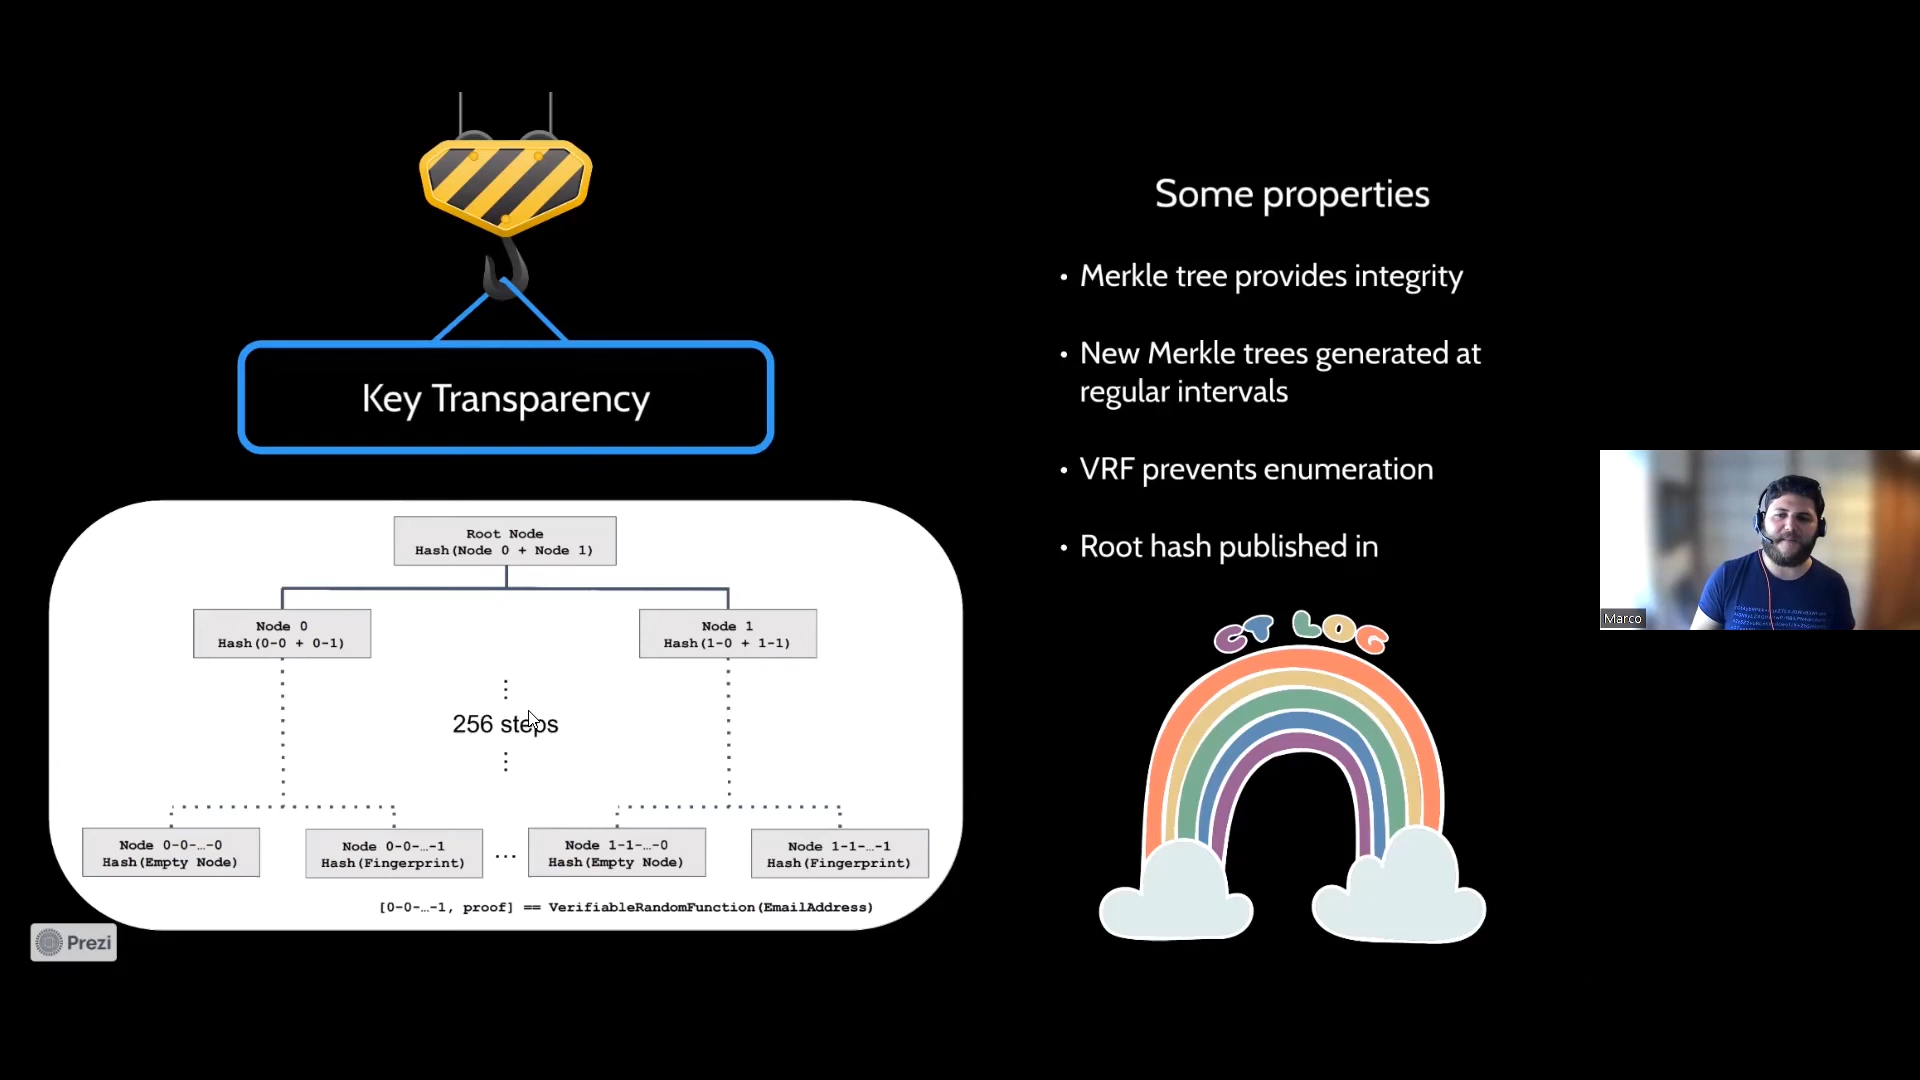 Key Transparency
Root Node
Hash(Node 0 + Node 1)
Node 0
Hash(0-0 + 0-1)
Node 1
Hash(1-0 + 1-1)
⋮
256 steps
⋮
Node 0-0-…-0
Hash(Empty Node)
Node 0-0-…-1
Hash(Fingerprint)
...
Node 1-1-…-0
Hash(Empty Node)
Node 1-1-…-1
Hash(Fingerprint)
[0-0-…-1, proof] == VerifiableRandomFunction(EmailAddress)
Prezi
Some properties
• Merkle tree provides integrity
• New Merkle trees generated at
regular intervals
• VRF prevents enumeration
• Root hash published in
CT LOG
Marco